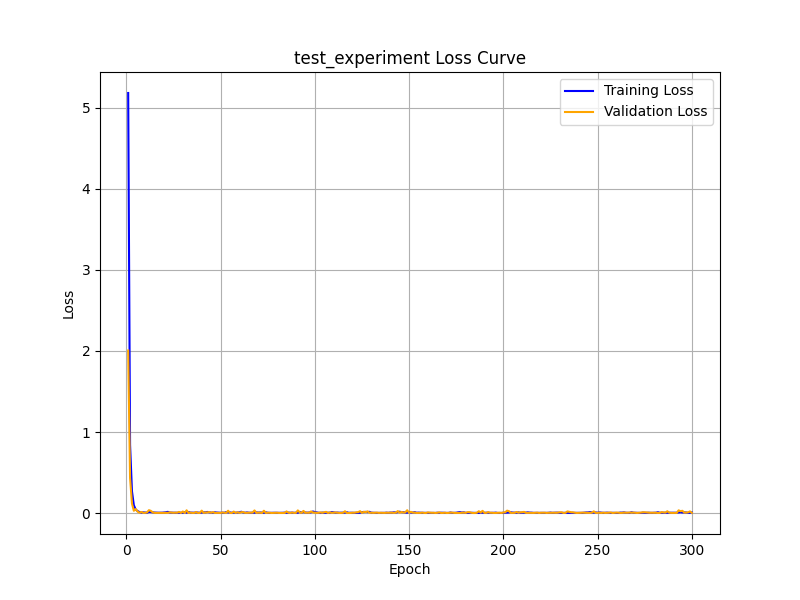 test_experiment Loss Curve
Training Loss
Validation Loss
5
4
3
2
1
0
Loss
0 50 100 150 200 250 300
Epoch